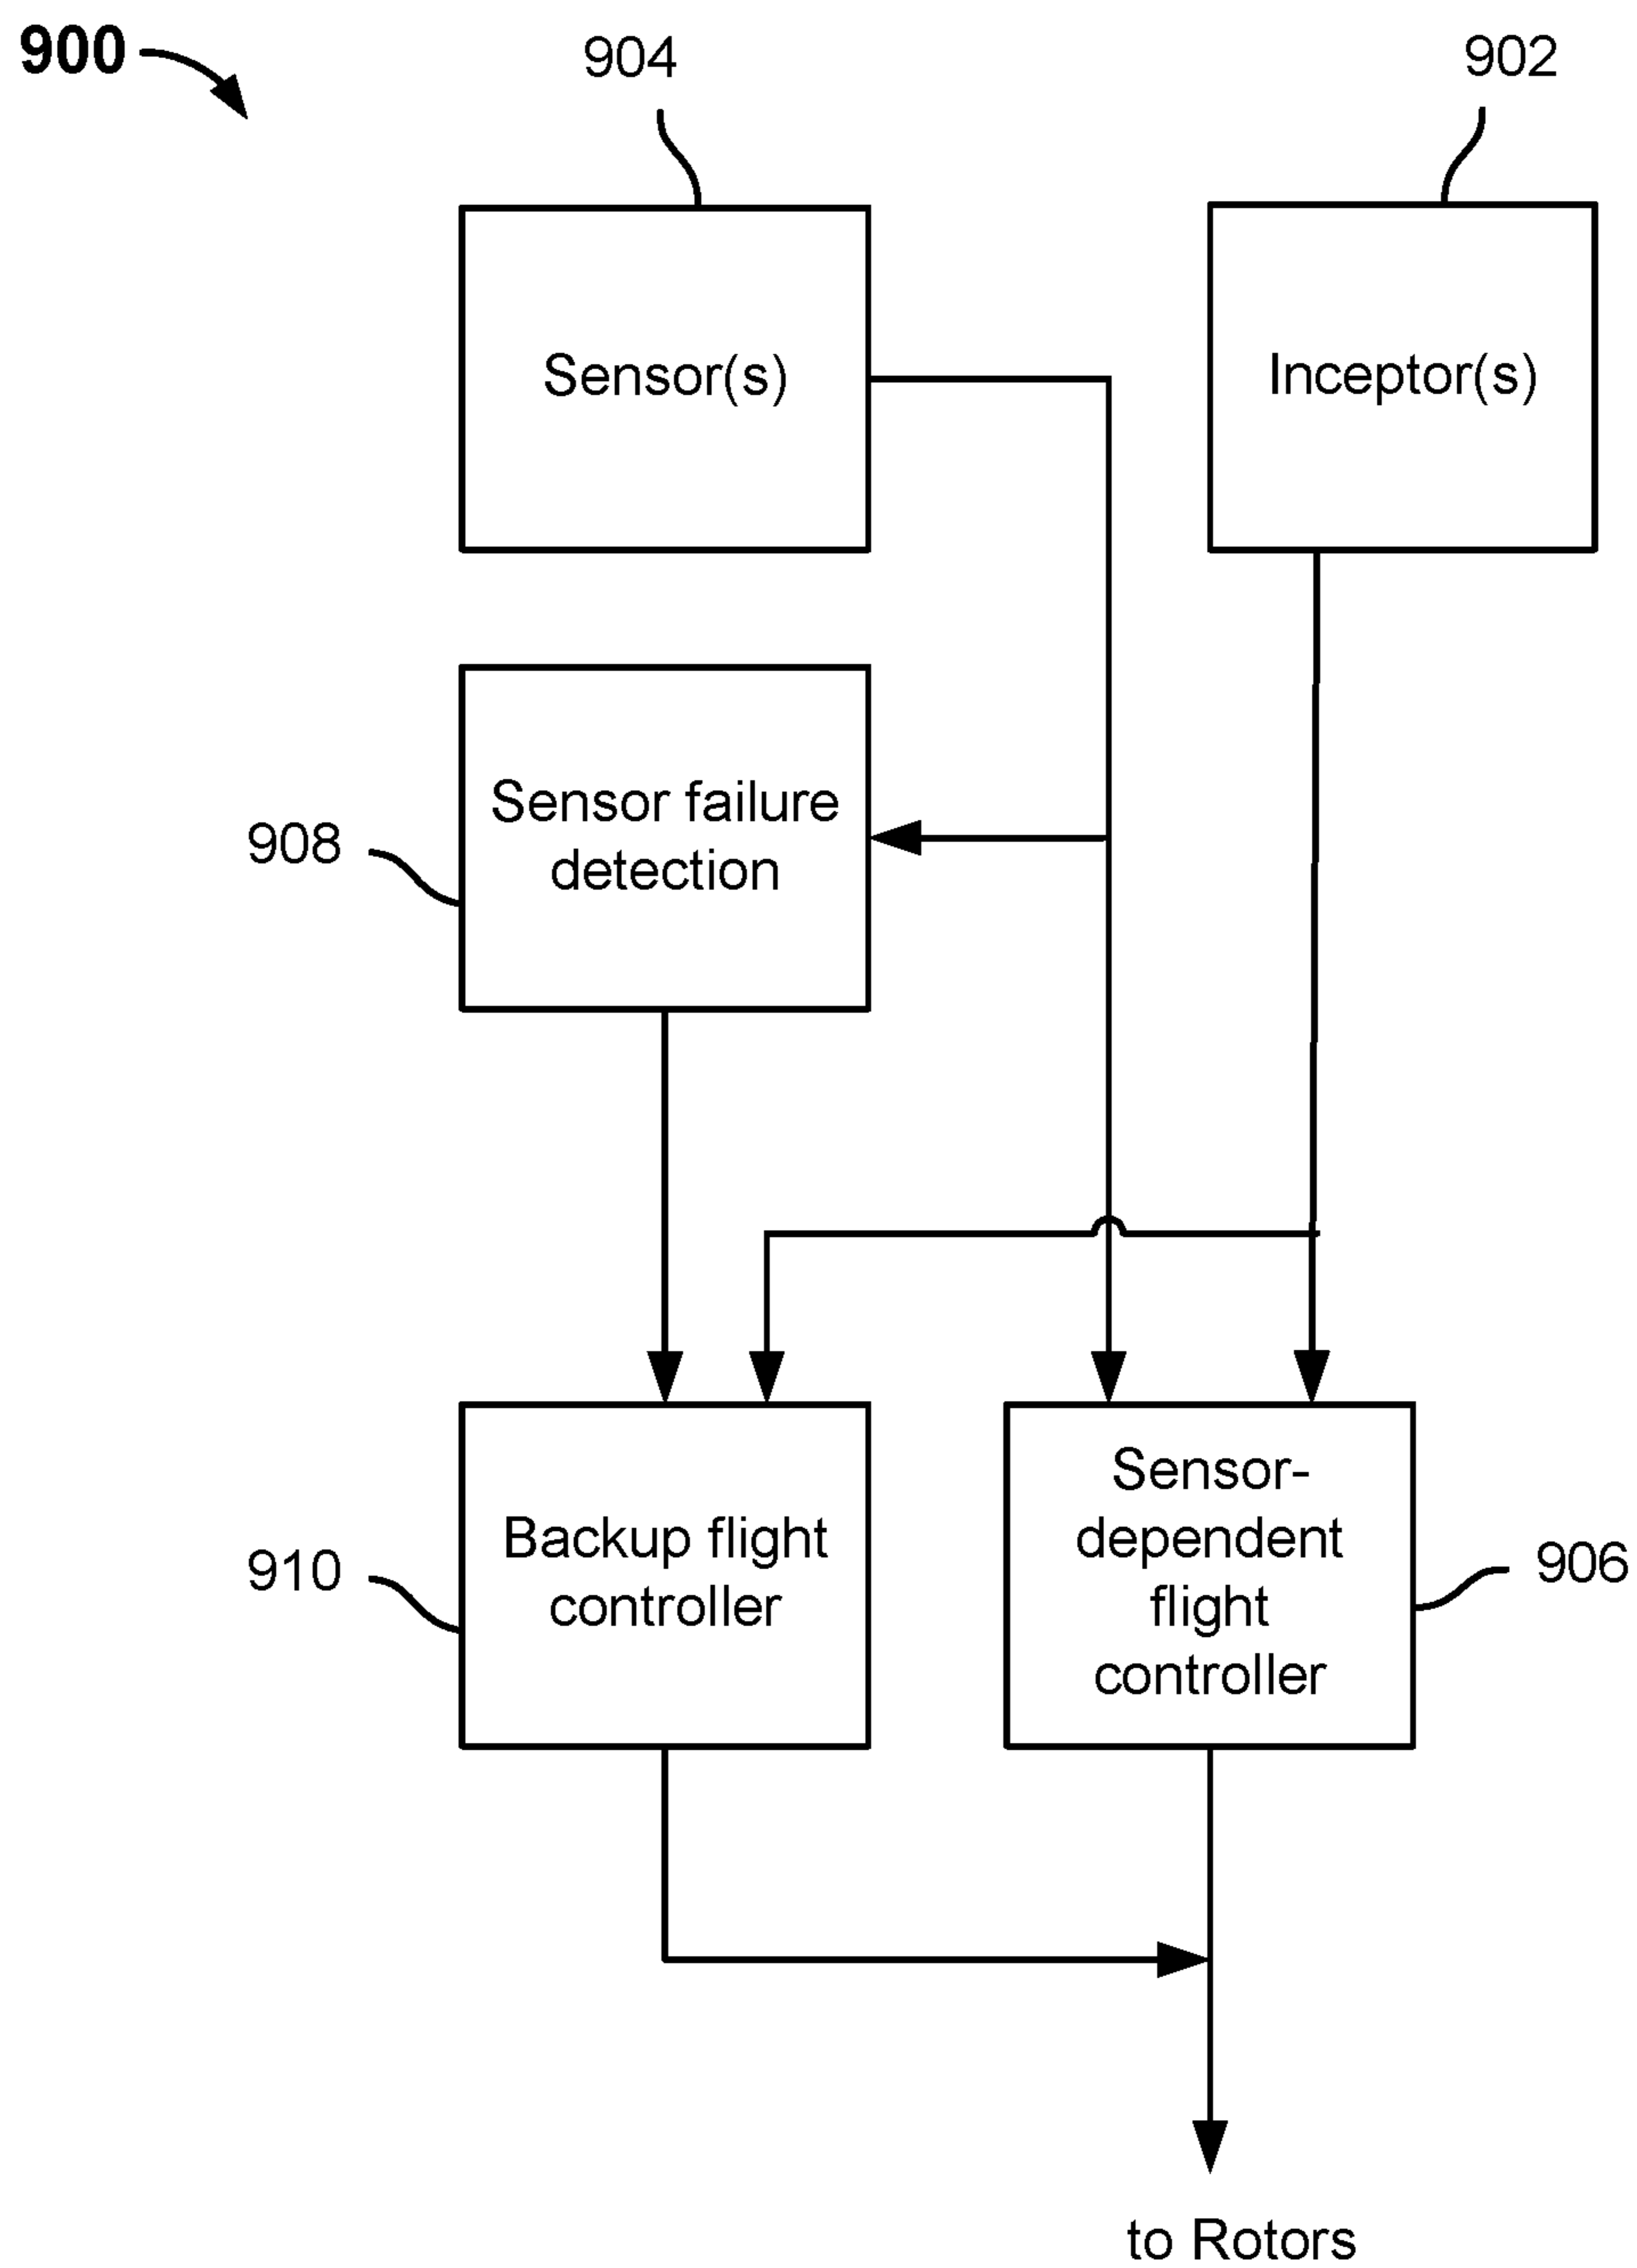 900
904
902
Sensor(s)
Inceptor(s)
908
Sensor failure
detection
910
Backup flight
controller
Sensor-
dependent
flight
controller
906
to Rotors